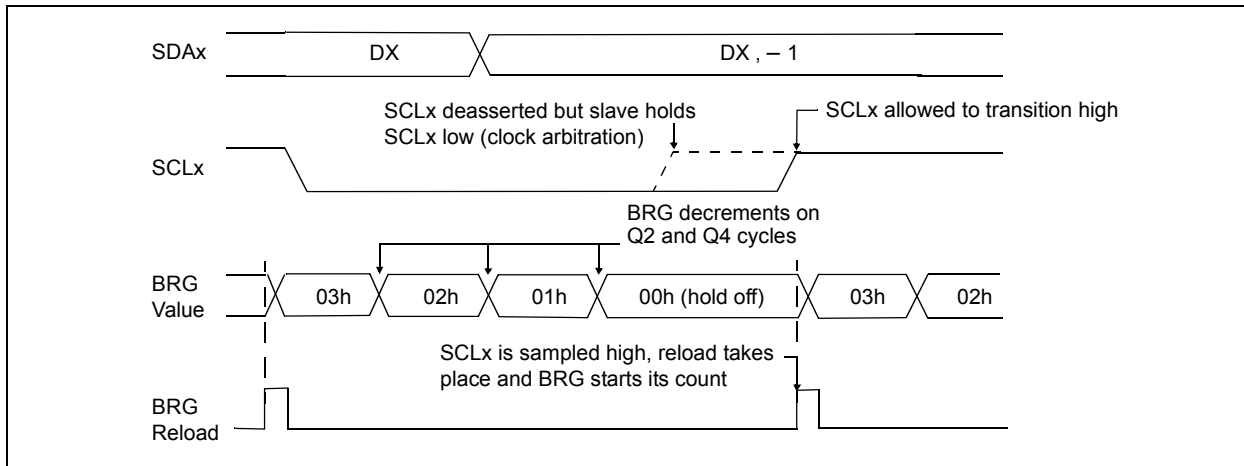 SDAx
DX
DX , – 1
SCLx deasserted but slave holds
SCLx low (clock arbitration)
SCLx allowed to transition high
SCLx
BRG decrements on
Q2 and Q4 cycles
BRG
Value
03h
02h
01h
00h (hold off)
03h
02h
SCLx is sampled high, reload takes
place and BRG starts its count
BRG
Reload